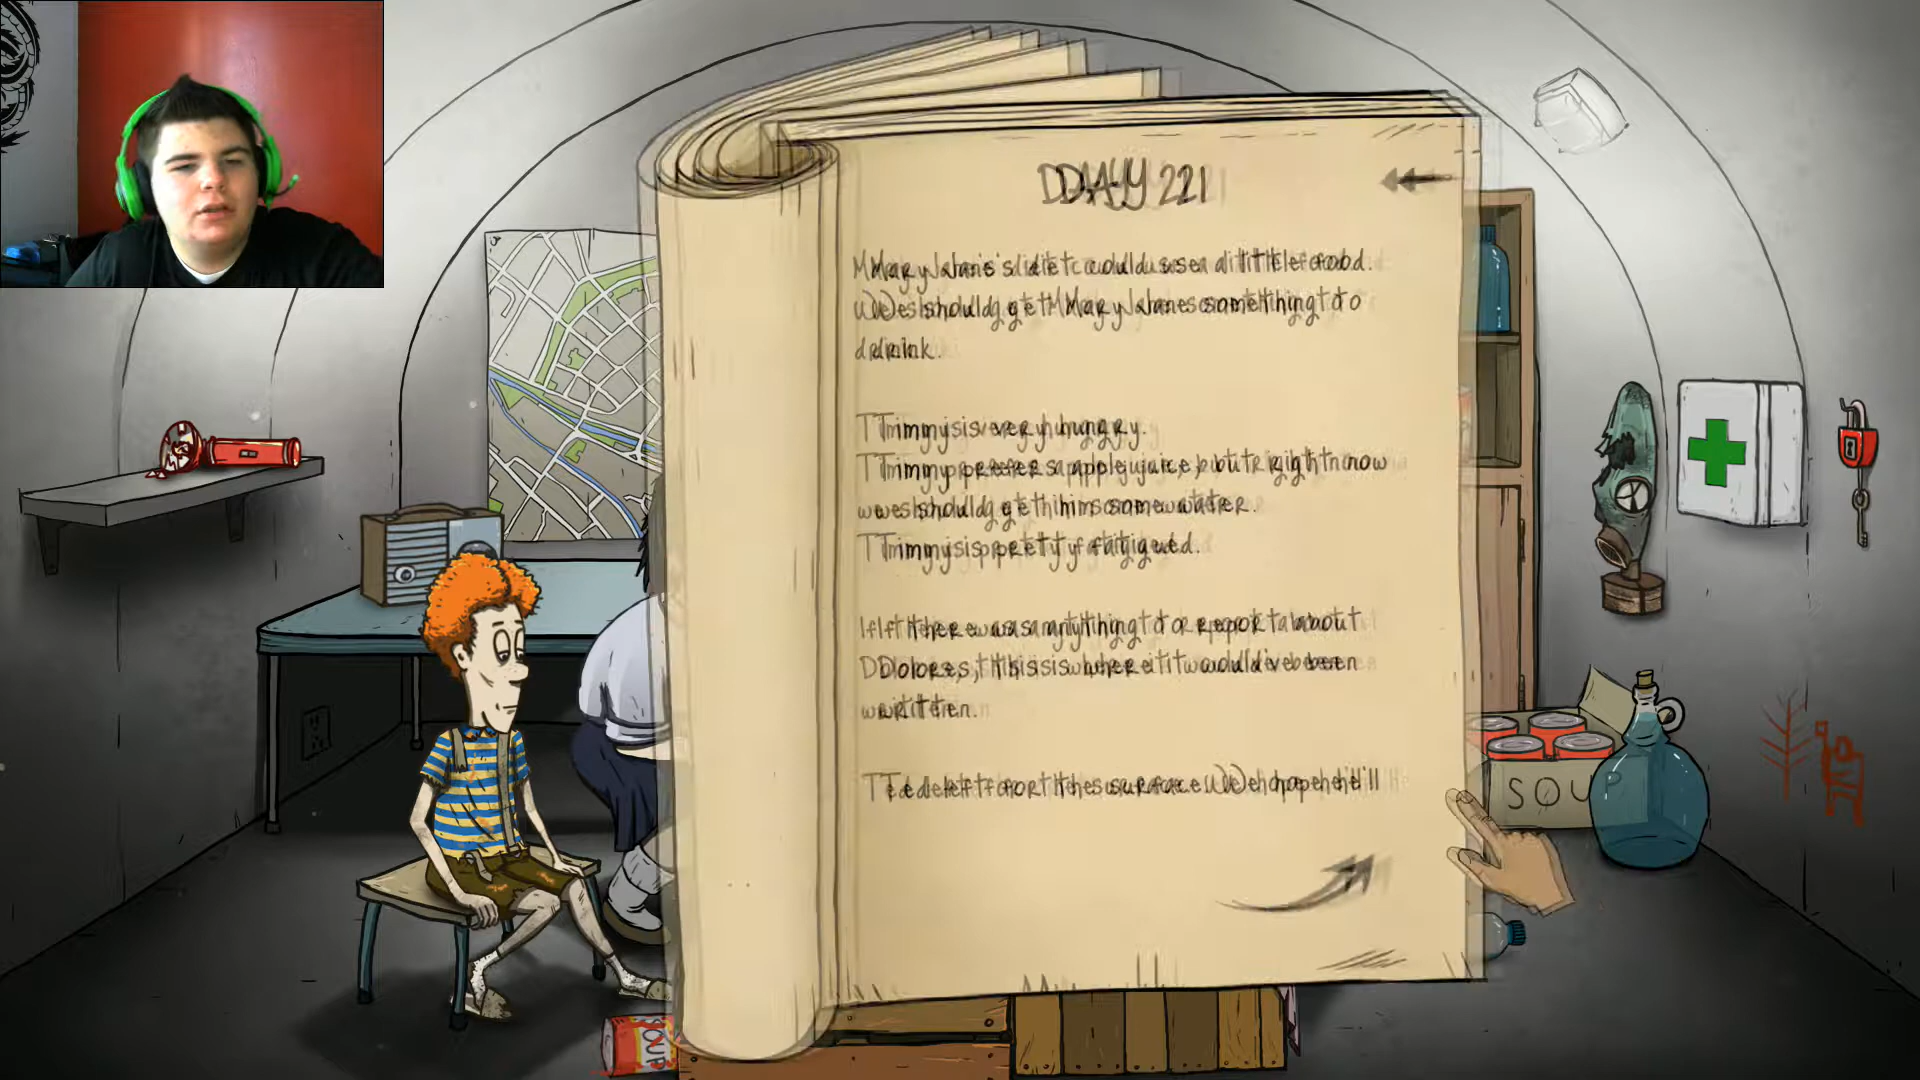 DAY 21
Mary Jane's diet could use a little food.
We should get Mary Jane something to
drink.
Timmy is very hungry.
Timmy prefers apple juice, but right now
we should get him some water.
Timmy is pretty fatigued.
If there was anything to report about
Dolores, this is where it would've been
written.
Ted left for the surface. We hope he'll
SOUP
SOUP